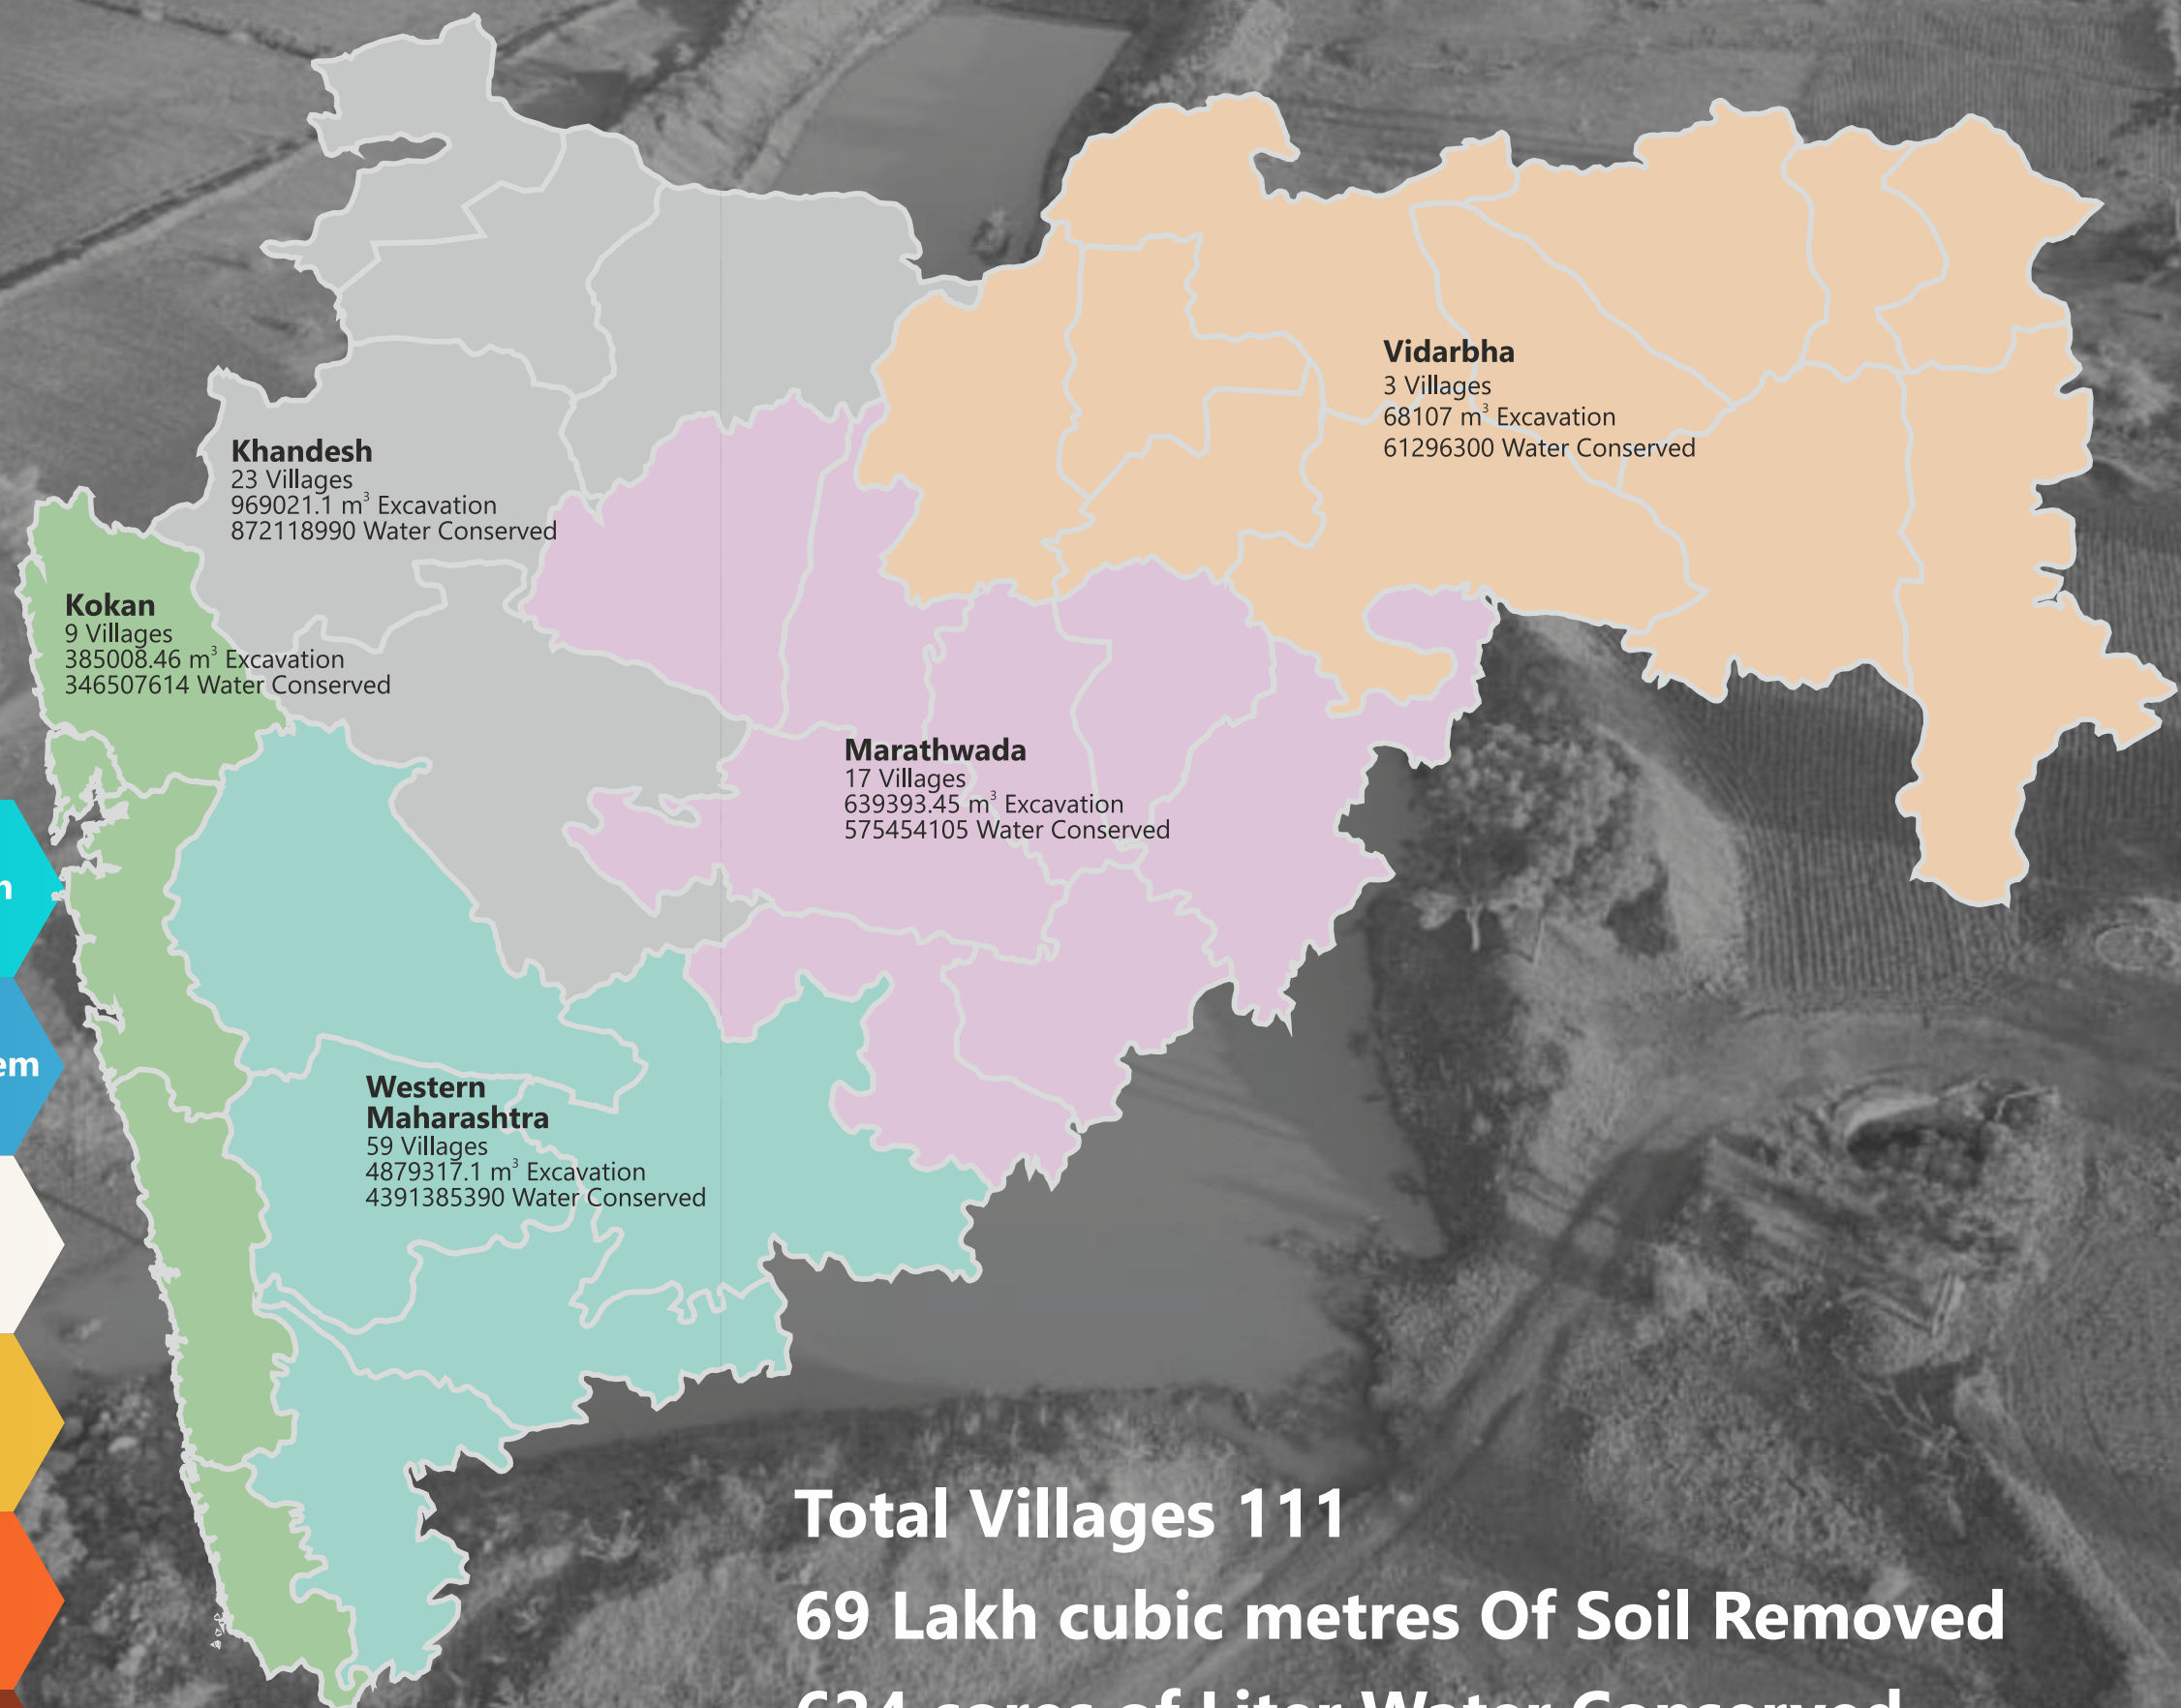 Khandesh
23 Villages
969021.1 m³ Excavation
872118990 Water Conserved
Vidarbha
3 Villages
68107 m³ Excavation
61296300 Water Conserved
Kokan
9 Villages
385008.46 m³ Excavation
346507614 Water Conserved
Marathwada
17 Villages
639393.45 m³ Excavation
575454105 Water Conserved
Western
Maharashtra
59 Villages
4879317.1 m³ Excavation
4391385390 Water Conserved
Total Villages 111
69 Lakh cubic metres Of Soil Removed